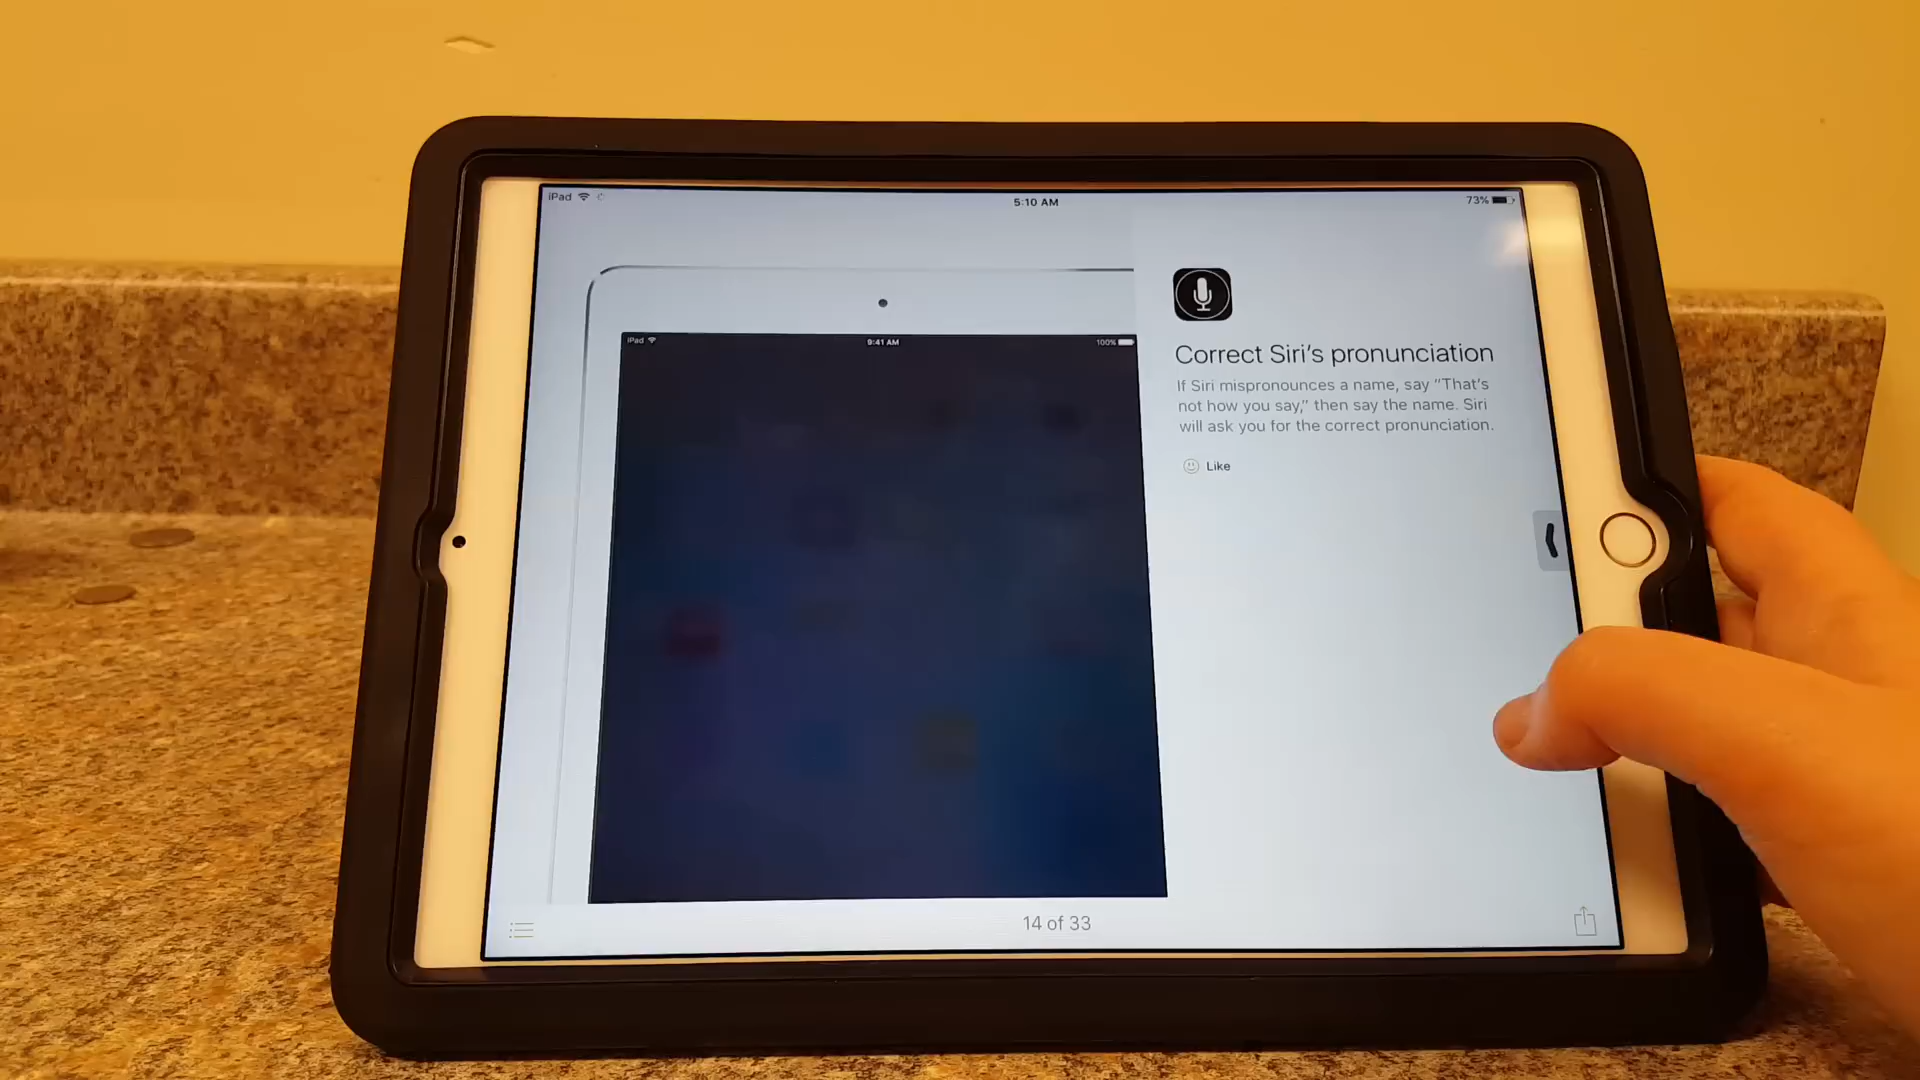 iPad
5:10 AM
73%
iPad
9:41 AM
100%
Correct Siri's pronunciation
If Siri mispronounces a name, say “That's
not how you say,” then say the name. Siri
will ask you for the correct pronunciation.
Like
14 of 33